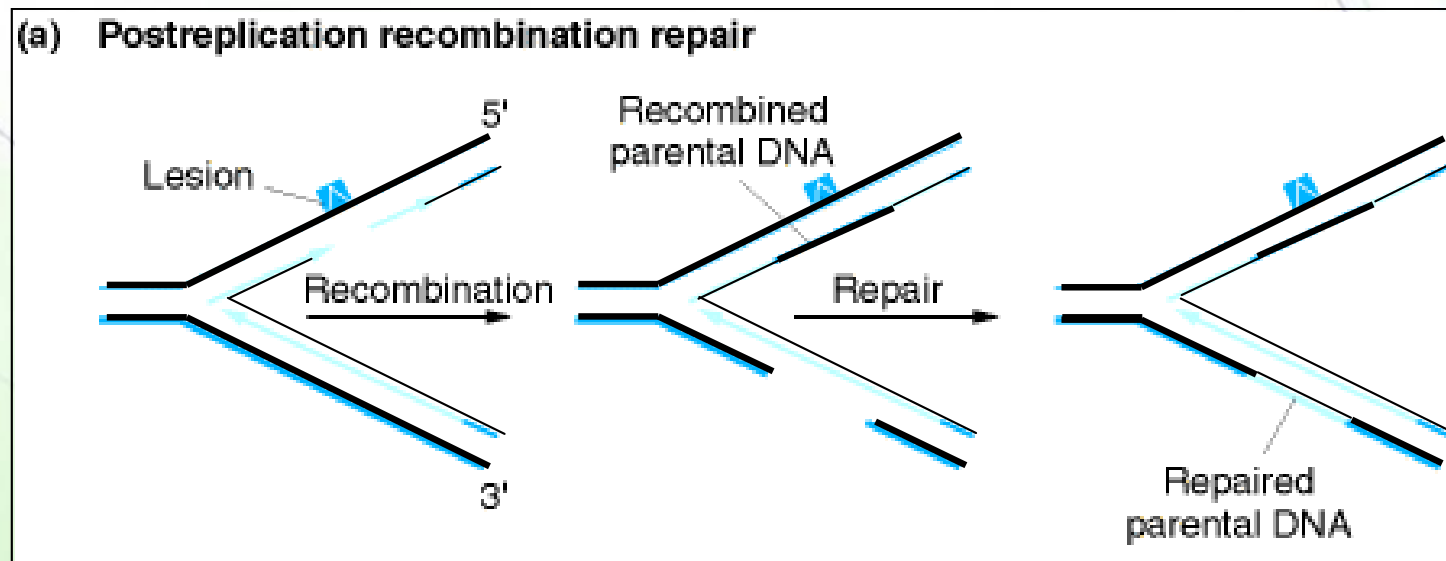 (a) Postreplication recombination repair
5'
Lesion
Recombination
3'
Recombined
parental DNA
Repair
Repaired
parental DNA